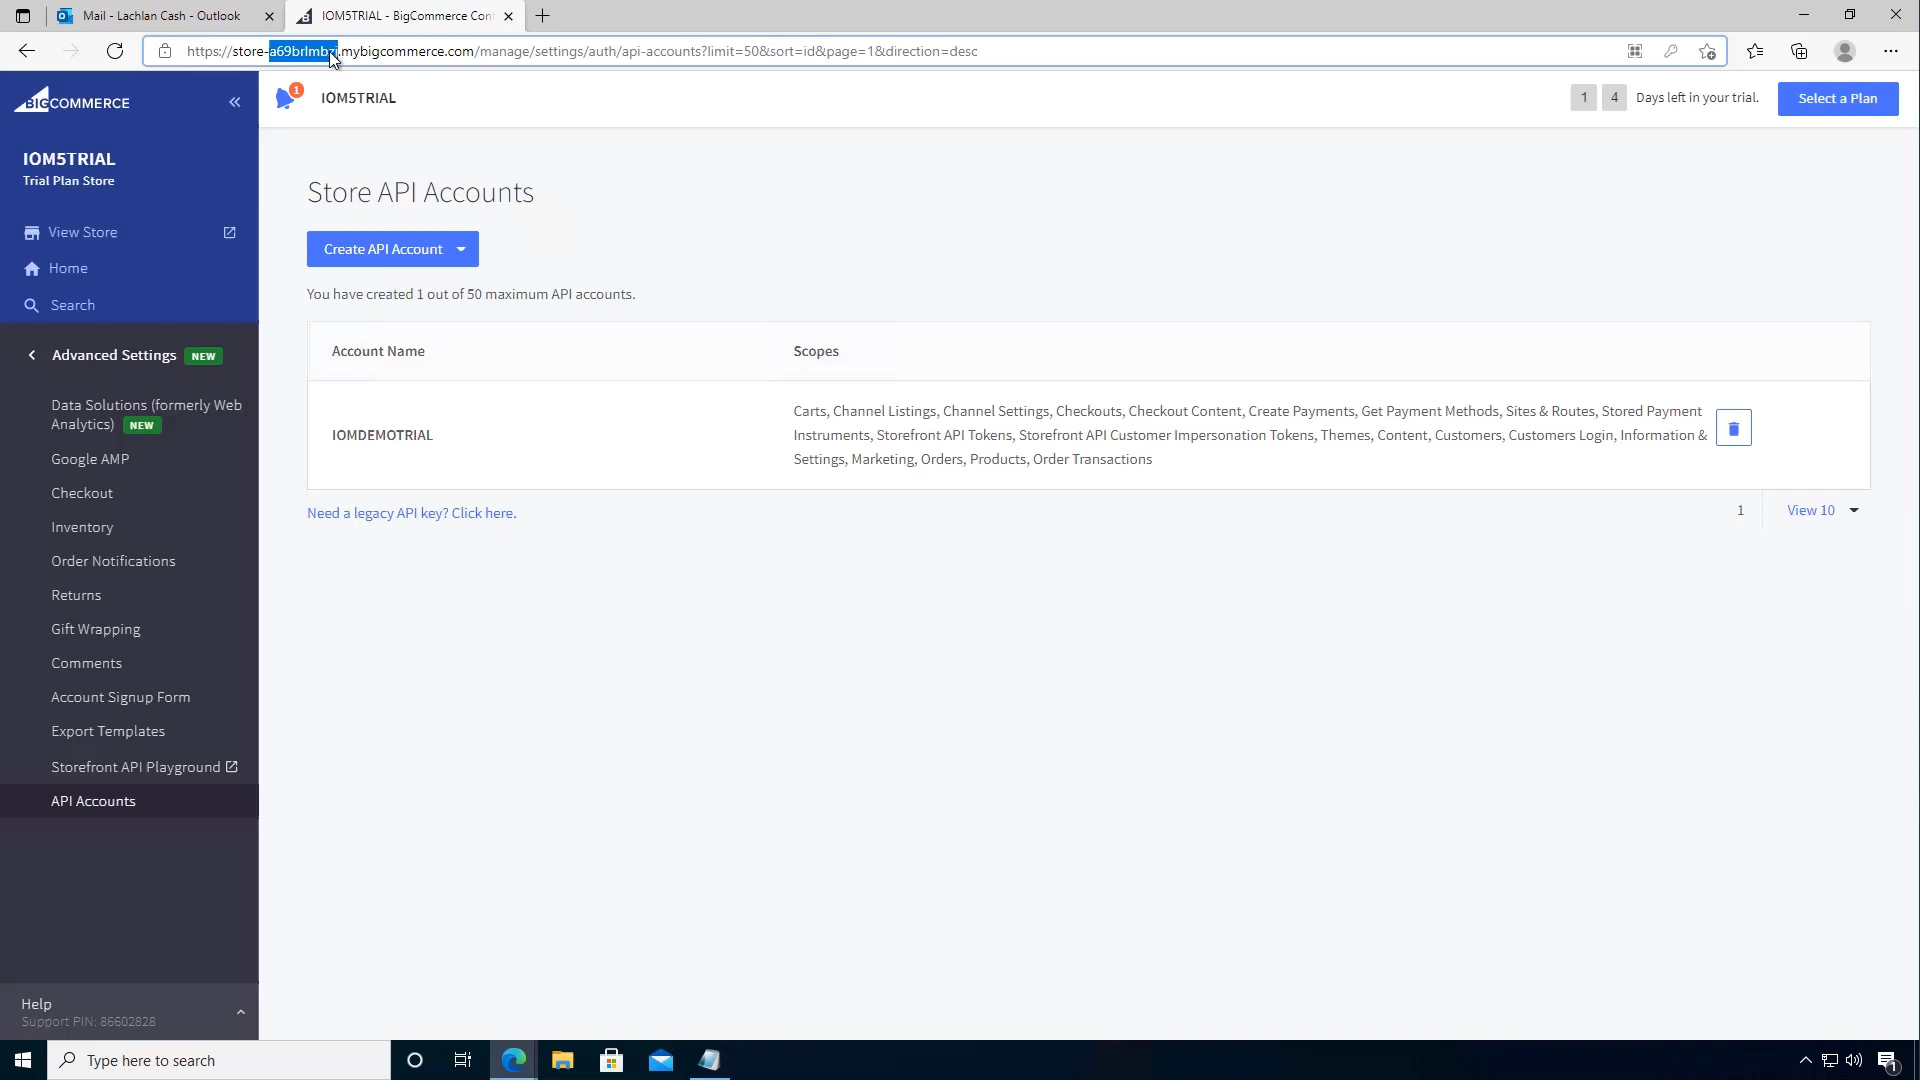 Mail - Lachlan Cash - Outlook
IOM5TRIAL - BigCommerce Con
.mybigcommerce.com/manage/settings/auth/api-accounts?limit=50&sort=id&page=1&direction=desc
BIGCOMMERCE
1
IOM5TRIAL
1 4 Days left in your trial.
Select a Plan
IOM5TRIAL
Trial Plan Store
View Store
Home
Search
Advanced Settings NEW
Data Solutions (formerly Web
Analytics) NEW
Google AMP
Checkout
Inventory
Order Notifications
Returns
Gift Wrapping
Comments
Account Signup Form
Export Templates
Storefront API Playground
API Accounts
Help
Support PIN: 86602828
Store API Accounts
Create API Account
You have created 1 out of 50 maximum API accounts.
Account Name Scopes
IOMDEMOTRIAL
Carts, Channel Listings, Channel Settings, Checkouts, Checkout Content, Create Payments, Get Payment Methods, Sites & Routes, Stored Payment
Instruments, Storefront API Tokens, Storefront API Customer Impersonation Tokens, Themes, Content, Customers, Customers Login, Information &
Settings, Marketing, Orders, Products, Order Transactions
Need a legacy API key? Click here.
1 View 10
Type here to search
1